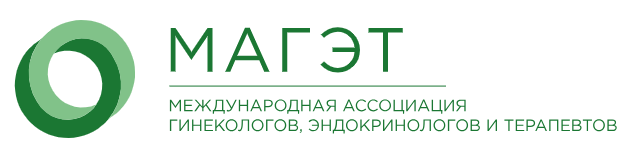 МАГЭТ
МЕЖДУНАРОДНАЯ АССОЦИАЦИЯ
ГИНЕКОЛОГОВ, ЭНДОКРИНОЛОГОВ И ТЕРАПЕВТОВ